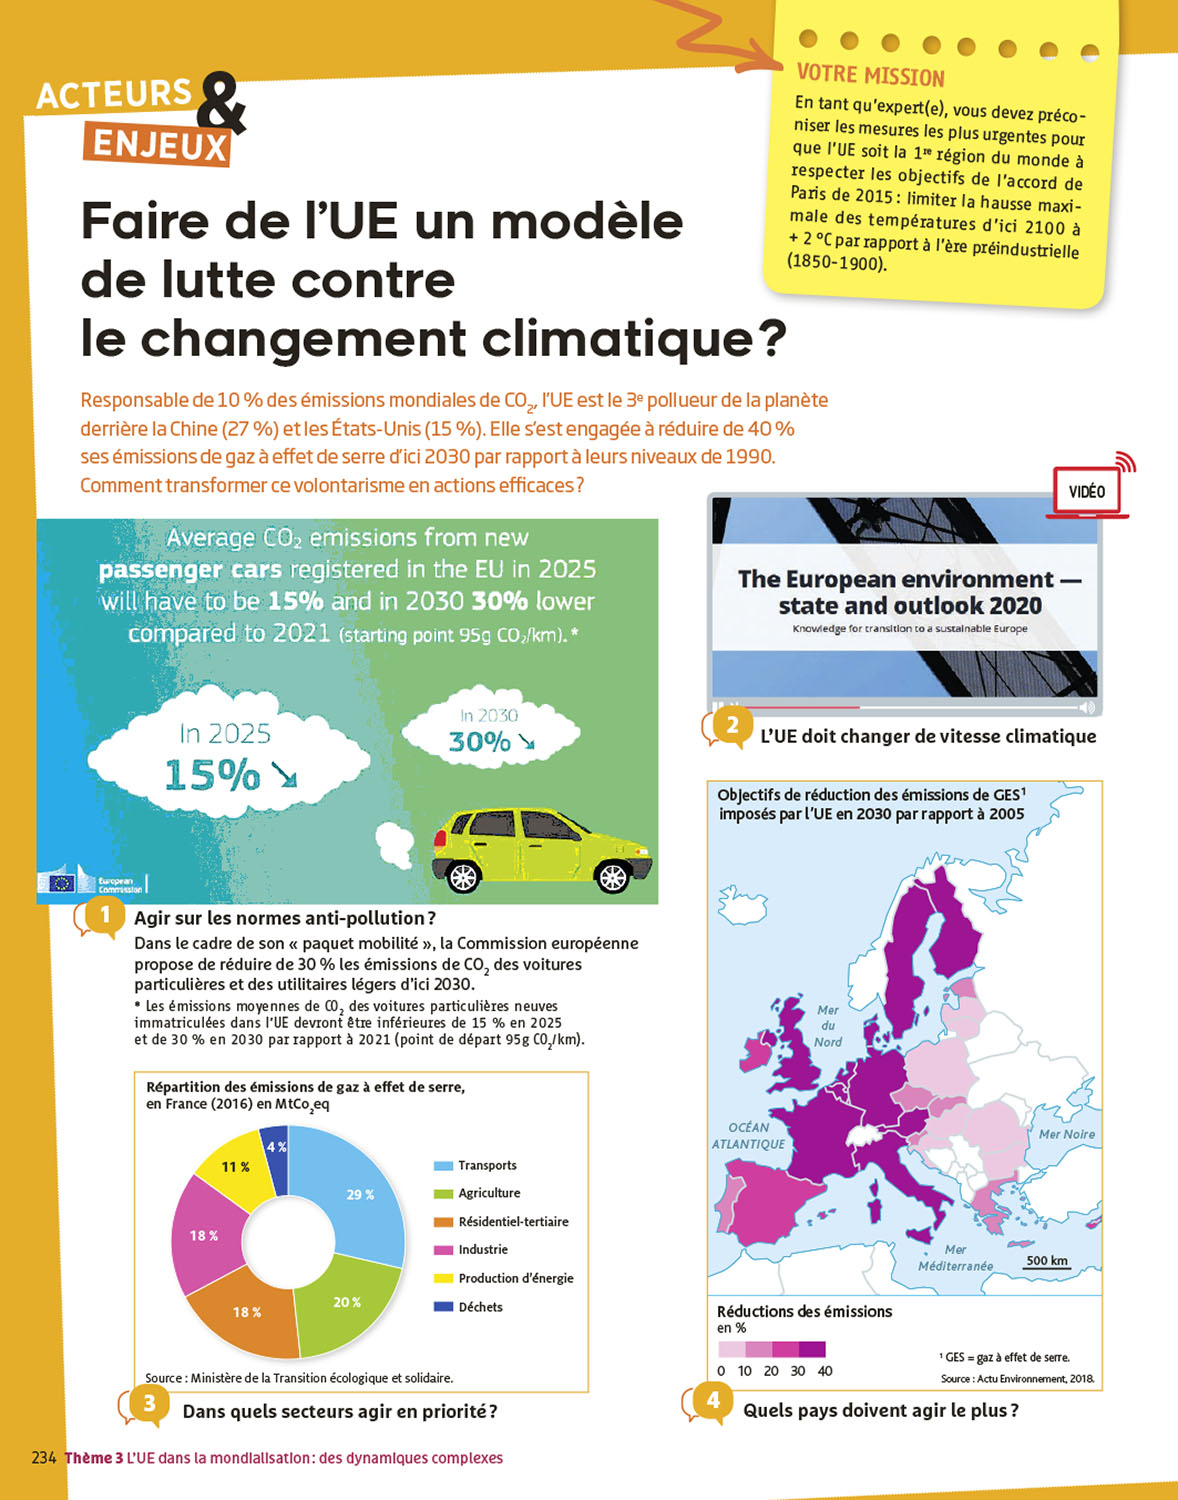 ACTEURS &
ENJEUX
VOTRE MISSION
En tant qu'expert(e), vous devez préco-
niser les mesures les plus urgentes pour
que l'UE soit la 1re région du monde à
respecter les objectifs de l'accord de
Paris de 2015 : limiter la hausse maxi-
male des températures d'ici 2100 à
+ 2 °C par rapport à l'ère préindustrielle
(1850-1900).
Faire de l'UE un modèle
de lutte contre
le changement climatique ?
Responsable de 10 % des émissions mondiales de CO2, l'UE est le 3e pollueur de la planète
derrière la Chine (27 %) et les États-Unis (15 %). Elle s'est engagée à réduire de 40 %
ses émissions de gaz à effet de serre d'ici 2030 par rapport à leurs niveaux de 1990.
Comment transformer ce volontarisme en actions efficaces ?
Average CO2 emissions from new
passenger cars registered in the EU in 2025
will have to be 15% and in 2030 30% lower
compared to 2021 (starting point 95g CO2/km).*
In 2025
15%
In 2030
30%
European
Commission
1 Agir sur les normes anti-pollution ?
Dans le cadre de son « paquet mobilité », la Commission européenne
propose de réduire de 30 % les émissions de CO2 des voitures
particulières et des utilitaires légers d'ici 2030.
* Les émissions moyennes de CO2 des voitures particulières neuves
immatriculées dans l'UE devront être inférieures de 15 % en 2025
et de 30 % en 2030 par rapport à 2021 (point de départ 95g CO2/km).
VIDÉO
The European environment —
state and outlook 2020
Knowledge for transition to a sustainable Europe
2 L'UE doit changer de vitesse climatique
Répartition des émissions de gaz à effet de serre,
en France (2016) en MtCo2eq
4 %
11 %
29 %
18 %
20 %
18 %
Transports
Agriculture
Résidentiel-tertiaire
Industrie
Production d'énergie
Déchets
Source : Ministère de la Transition écologique et solidaire.
3 Dans quels secteurs agir en priorité ?
Objectifs de réduction des émissions de GES1
imposés par l'UE en 2030 par rapport à 2005
Mer
du
Nord
OCÉAN
ATLANTIQUE
Mer Noire
Mer
Méditerranée
500 km
Réductions des émissions
en %
0 10 20 30 40
1 GES = gaz à effet de serre.
Source : Actu Environnement, 2018.
4 Quels pays doivent agir le plus ?
234 Thème 3 L'UE dans la mondialisation : des dynamiques complexes